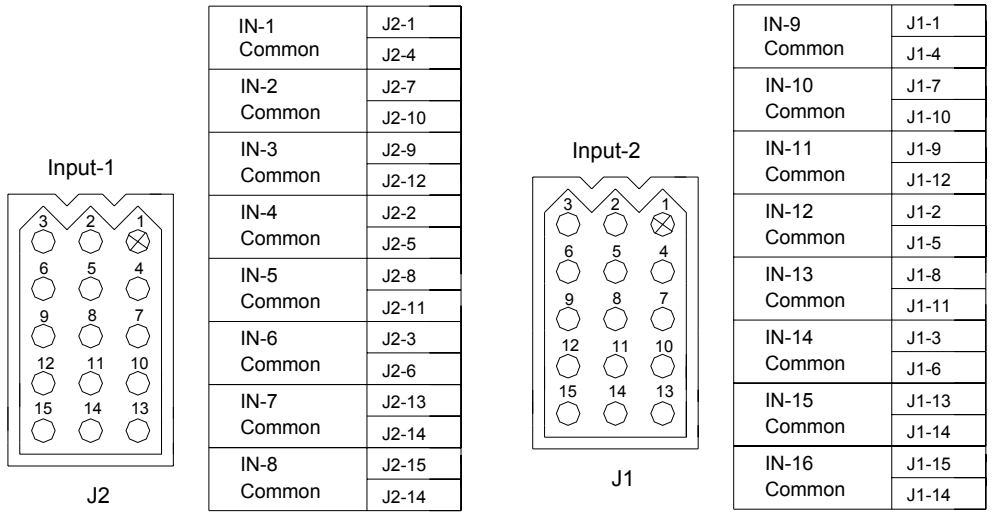 Input-1
3 2 1
6 5 4
9 8 7
12 11 10
15 14 13
J2
IN-1 J2-1
Common J2-4
IN-2 J2-7
Common J2-10
IN-3 J2-9
Common J2-12
IN-4 J2-2
Common J2-5
IN-5 J2-8
Common J2-11
IN-6 J2-3
Common J2-6
IN-7 J2-13
Common J2-14
IN-8 J2-15
Common J2-14
Input-2
3 2 1
6 5 4
9 8 7
12 11 10
15 14 13
J1
IN-9 J1-1
Common J1-4
IN-10 J1-7
Common J1-10
IN-11 J1-9
Common J1-12
IN-12 J1-2
Common J1-5
IN-13 J1-8
Common J1-11
IN-14 J1-3
Common J1-6
IN-15 J1-13
Common J1-14
IN-16 J1-15
Common J1-14